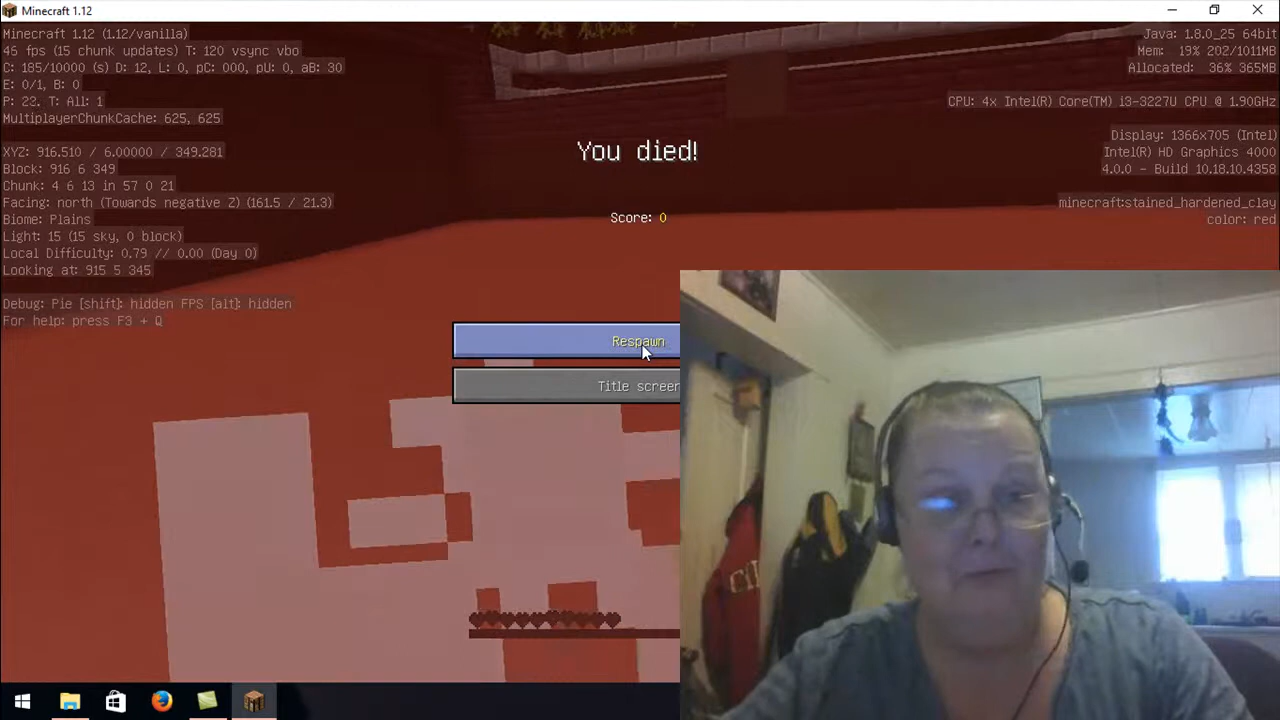 Minecraft 1.12
Minecraft 1.12 (1.12/vanilla)
46 fps (15 chunk updates) T: 120 vsync vbo
C: 185/10000 (s) D: 12, L: 0, pC: 000, pU: 0, aB: 30
E: 0/1, B: 0
P: 22. T: All: 1
MultiplayerChunkCache: 625, 625
XYZ: 916.510 / 6.00000 / 349.281
Block: 916 6 349
Chunk: 4 6 13 in 57 0 21
Facing: north (Towards negative Z) (161.5 / 21.3)
Biome: Plains
Light: 15 (15 sky, 0 block)
Local Difficulty: 0.79 // 0.00 (Day 0)
Looking at: 915 5 345
Debug: Pie [shift]: hidden FPS [alt]: hidden
For help: press F3 + Q
Java: 1.8.0_25 64bit
Mem: 19% 202/1011MB
Allocated: 36% 365MB
CPU: 4x Intel(R) Core(TM) i3-3227U CPU @ 1.90GHz
Display: 1366x705 (Intel)
Intel(R) HD Graphics 4000
4.0.0 - Build 10.18.10.4358
minecraft:stained_hardened_clay
color: red
You died!
Score: 0
Respawn
Title screen